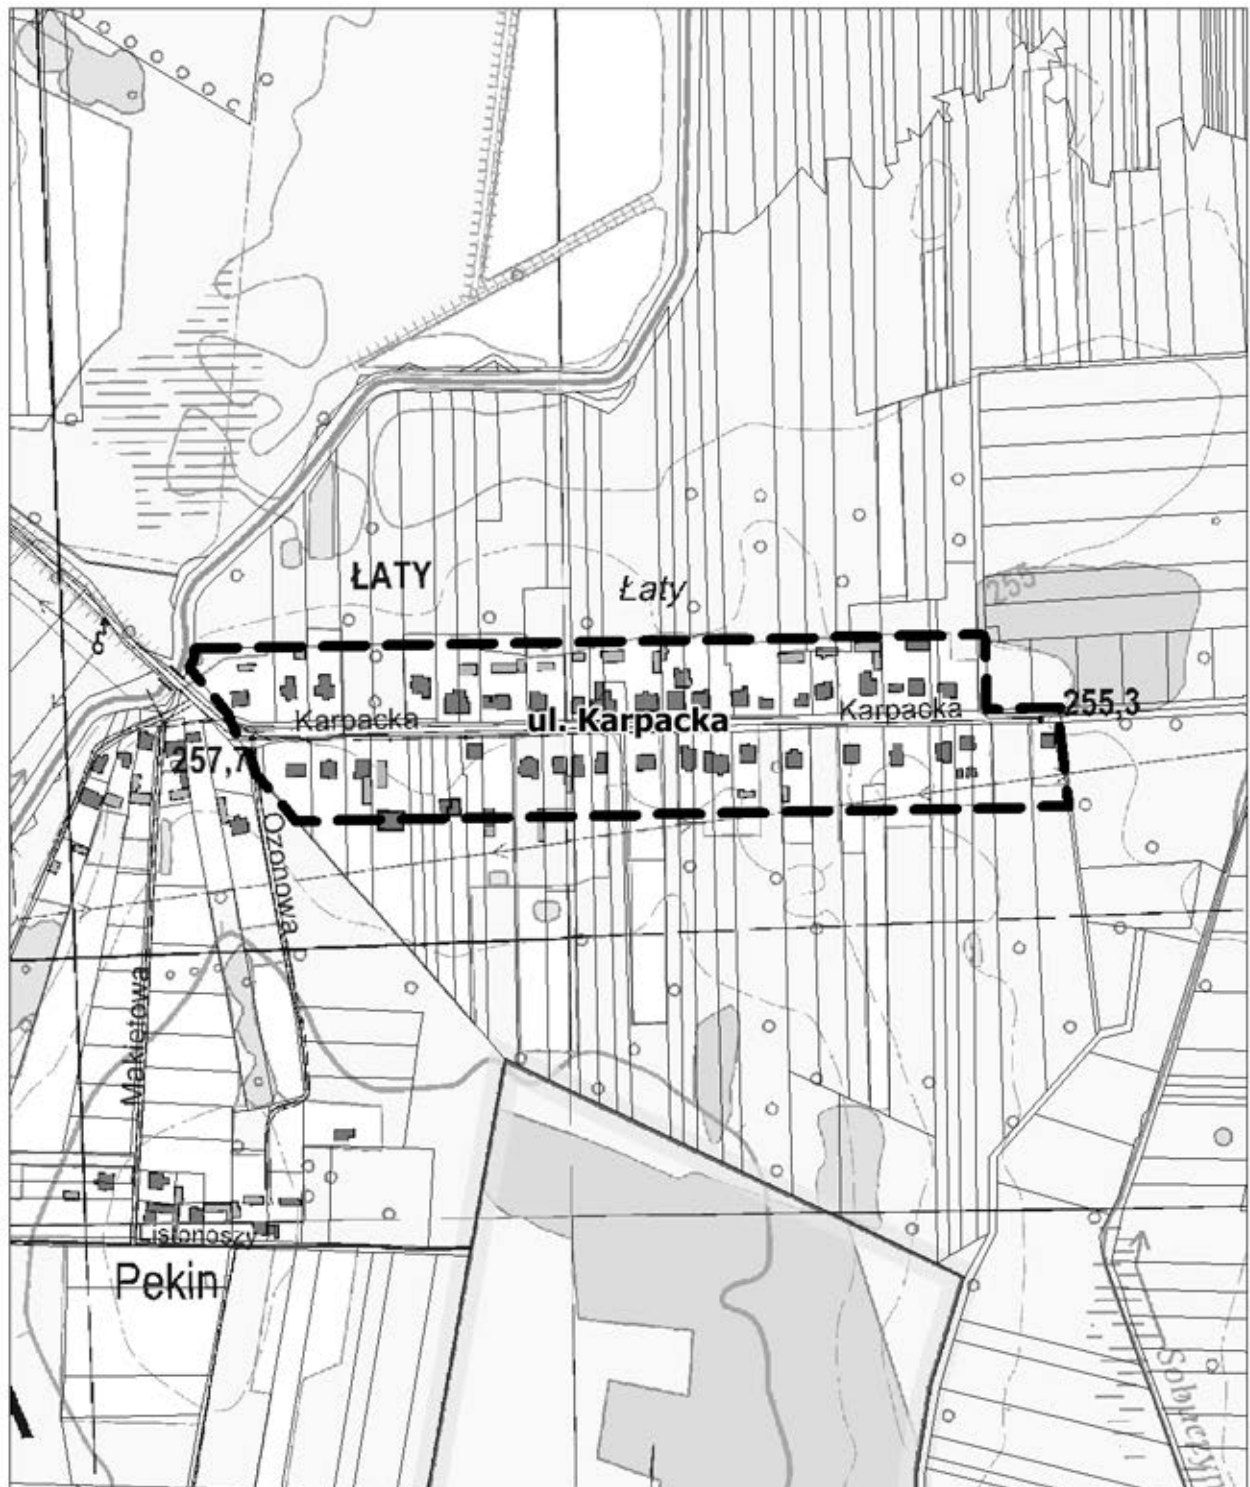 ŁATY
Łaty
255
Karpacka
ul. Karpacka
Karpacka
255,3
257,7
Ozonowa
Makietowa
Listonoszy
Pekin